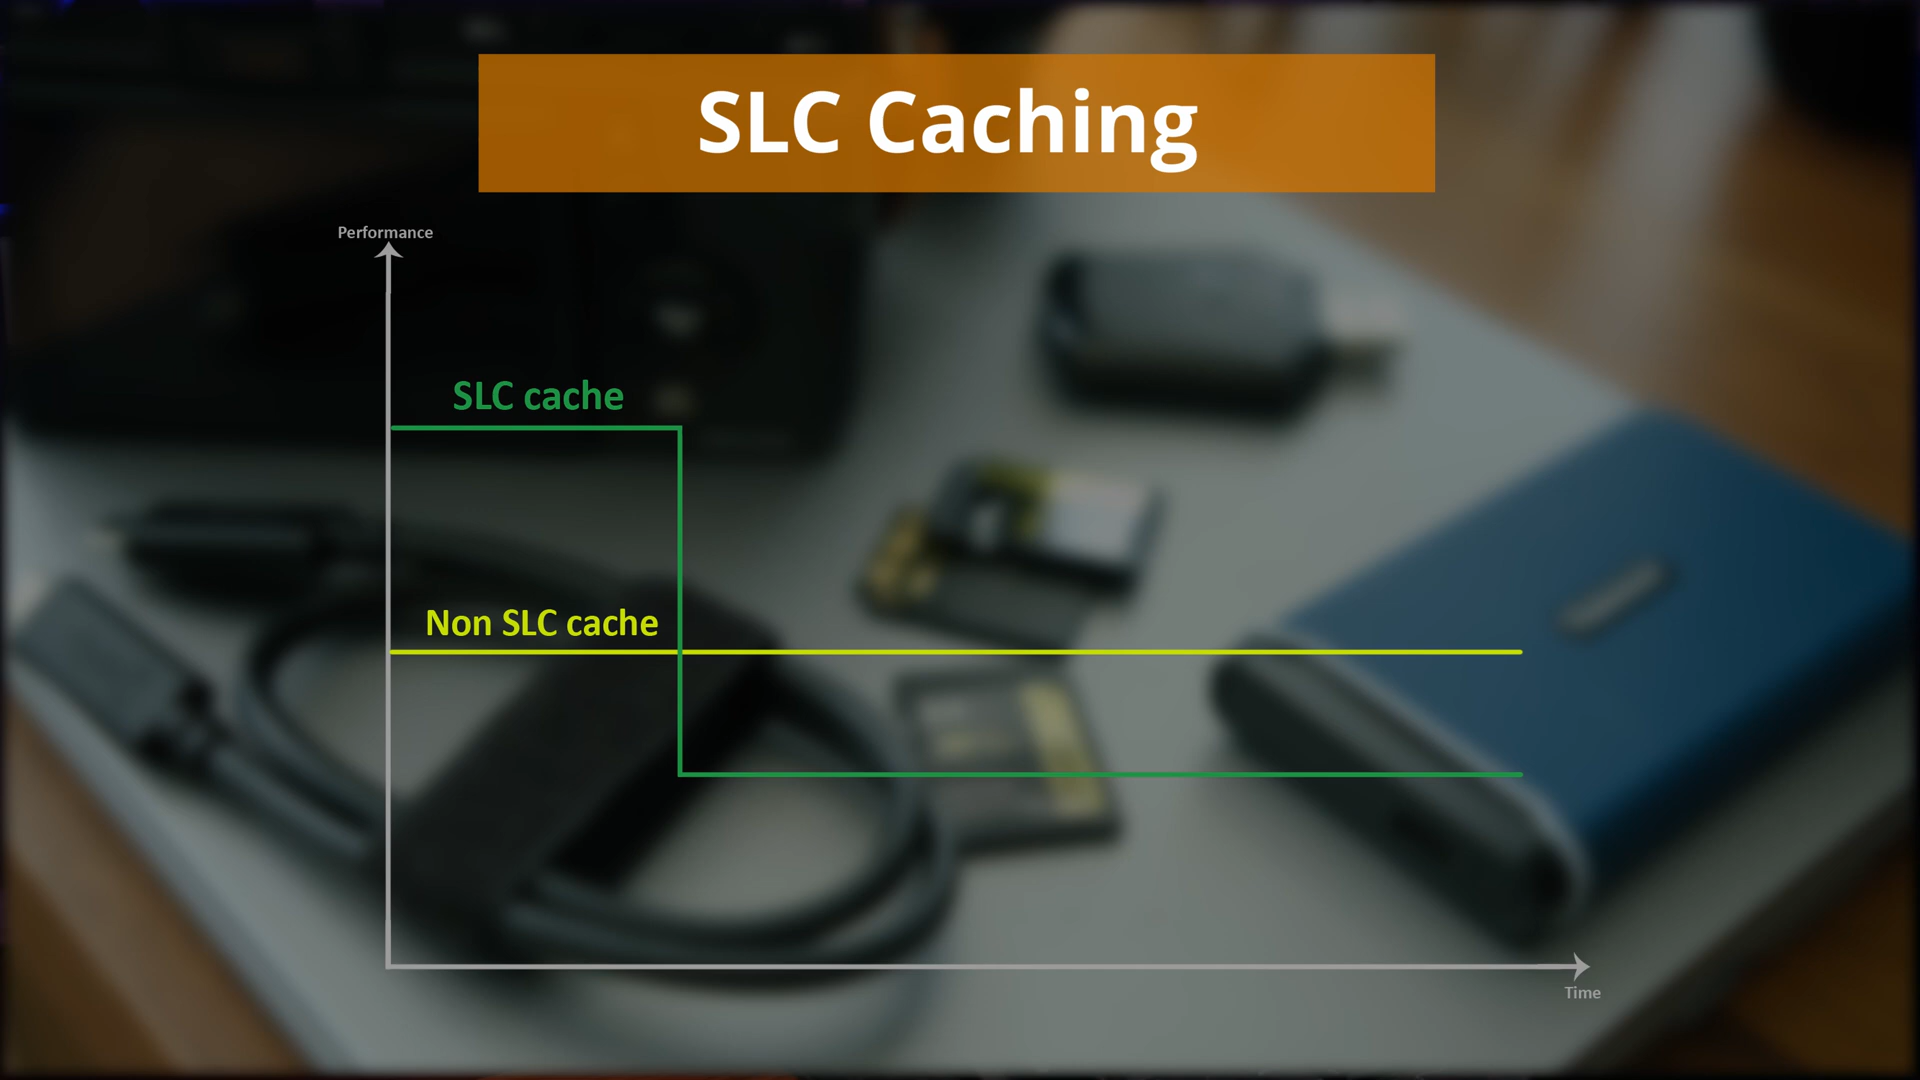 SLC Caching
Performance
SLC cache
Non SLC cache
Time